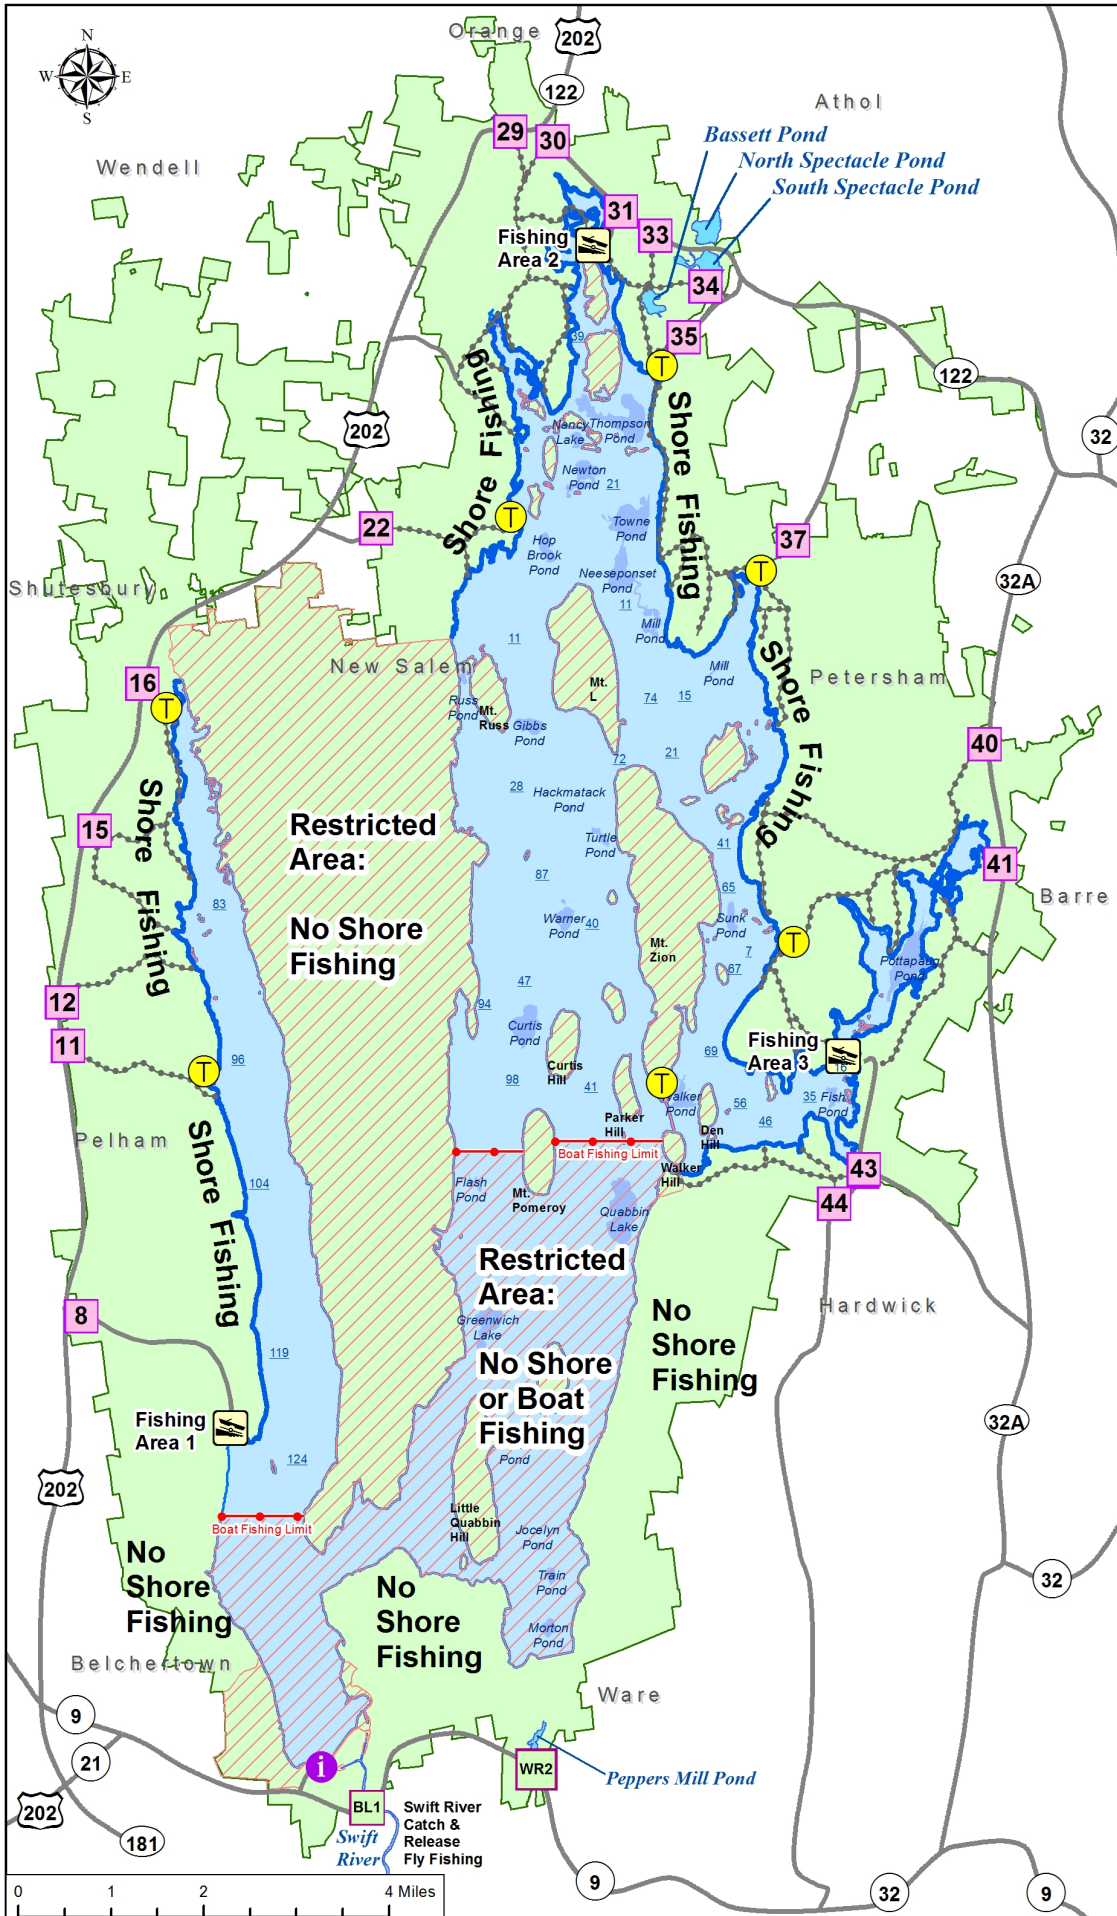 Orange
202
N
W
E
S
122
Athol
29
30
Bassett Pond
North Spectacle Pond
South Spectacle Pond
Wendell
31
33
Fishing
Area 2
34
35
39
T
Shore Fishing
Shore Fishing
122
32
202
Nancy
Lake
Thompson
Pond
Newton
Pond
21
22
T
Towne
Pond
Hop
Brook
Pond
37
T
Neeseponset
Pond
32A
Shutesbury
11
Mill
Pond
11
New Salem
Mill
Pond
Shore Fishing
Petersham
16
T
Russ
Pond
Mt.
Russ
Gibbs
Pond
Mt.
L
74
15
40
72
21
28
Hackmatack
Pond
Shore Fishing
15
Restricted
Area:
No Shore
Fishing
Turtle
Pond
41
41
87
65
Barre
83
Warner
Pond
40
Sunk
Pond
7
T
Mt.
Zion
67
Pottapaug
Pond
47
12
94
Curtis
Pond
11
Fishing
Area 3
69
96
T
Curtis
Hill
16
98
41
T
Walker
Pond
56
35
Fish
Pond
46
Parker
Hill
Den
Hill
Pelham
Shore Fishing
Boat Fishing Limit
Walker
Hill
43
104
Flash
Pond
Mt.
Pomeroy
44
Quabbin
Lake
Restricted
Area:
No Shore
or Boat
Fishing
8
Greenwich
Lake
Hardwick
No
Shore
Fishing
119
Fishing
Area 1
32A
124
Pond
202
Little
Quabbin
Hill
Boat Fishing Limit
Jocelyn
Pond
No
Shore
Fishing
No
Shore
Fishing
Train
Pond
32
Morton
Pond
Belchertown
Ware
9
21
i
WR2
Peppers Mill Pond
202
BL1
Swift River
Catch &
Release
Fly Fishing
Swift
River
181
9
32
9
0
1
2
4 Miles